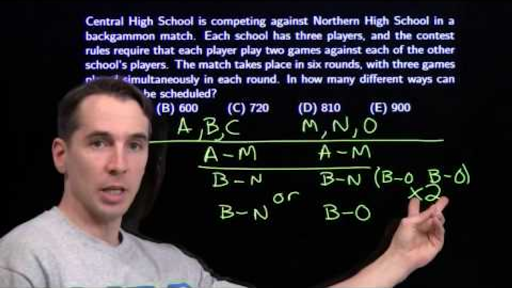 Central High School is competing against Northern High School in a
backgammon match. Each school has three players, and the contest
rules require that each player play two games against each of the other
school's players. The match takes place in six rounds, with three games
simultaneously in each round. In how many different ways can
be scheduled?
(B) 600 (C) 720 (D) 810 (E) 900
A, B, C M, N, O
A-M A-M
B-N B-N (B-O B-O)
B-N or B-O ×2